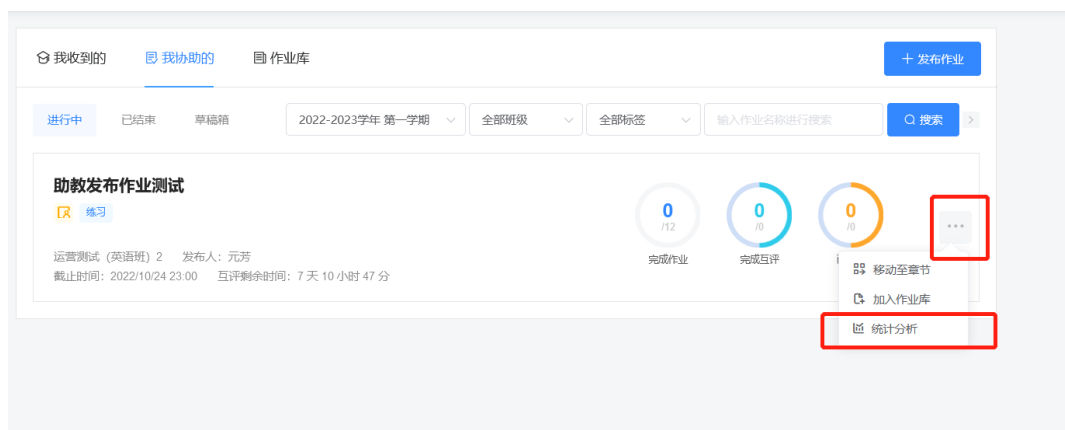 我收到的 我协助的 作业库 + 发布作业
进行中 已结束 草稿箱 2022-2023学年 第一学期 全部班级 全部标签 输入作业名称进行搜索 搜索
助教发布作业测试
练习
0 0 0
/12 /0 /0
运营测试 (英语班) 2 发布人: 元芳
完成作业 完成互评
截止时间: 2022/10/24 23:00 互评剩余时间: 7 天 10 小时 47 分
移动至章节
加入作业库
统计分析